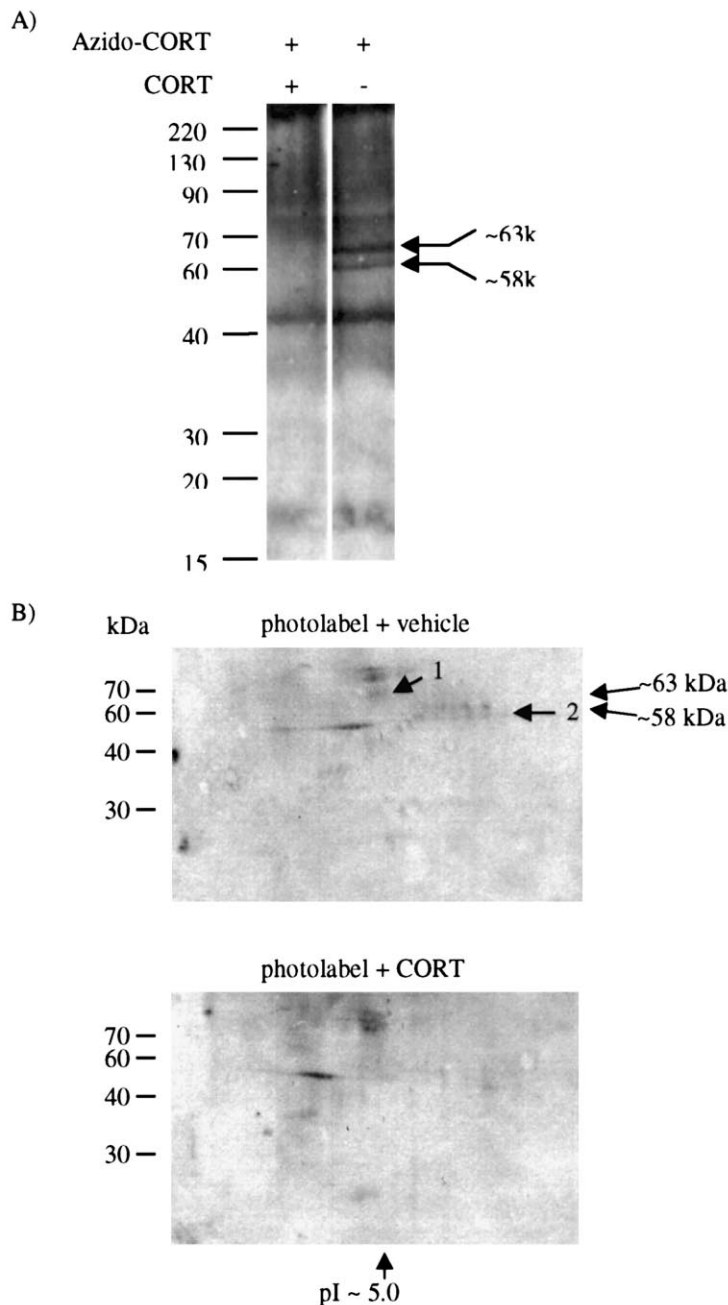 A)
Azido-CORT + +
CORT + -
220
130
90
70
60
40
30
20
15
~63k
~58k
B)
kDa
photolabel + vehicle
70
60
40
30
1
2
~63 kDa
~58 kDa
photolabel + CORT
70
60
40
30
pI ~ 5.0